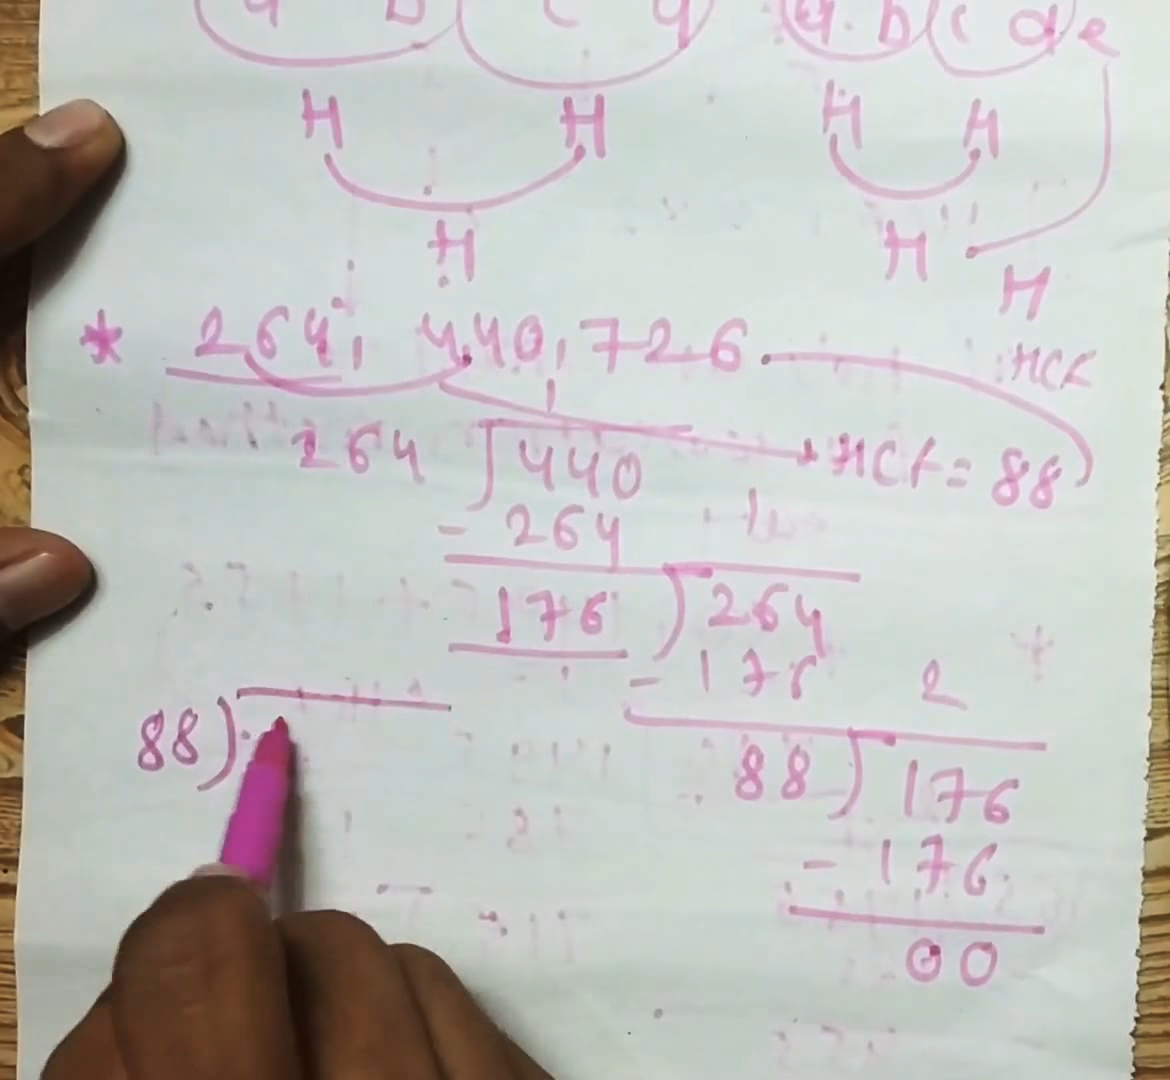 a b c d a b c d e
H H H H
H H
H
* 264, 440, 726 HCF
1
264 ) 440 HCF = 88
- 264 1
176 ) 264
- 176 2
88 ) 88 ) 176
- 176
00